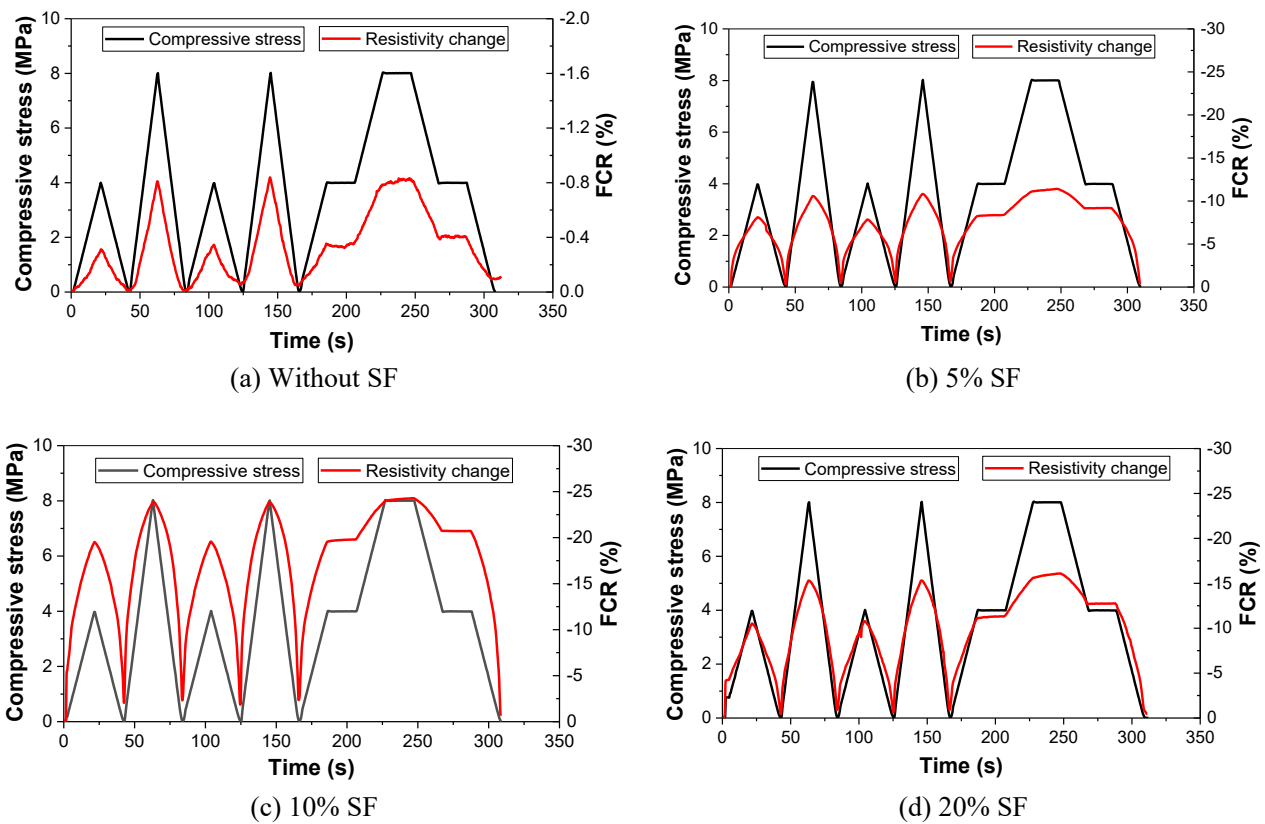 10
8
6
4
2
0
Compressive stress (MPa)
Compressive stress
Resistivity change
-2.0
-1.6
-1.2
-0.8
-0.4
0.0
FCR (%)
0 50 100 150 200 250 300 350
Time (s)
(a) Without SF
10
8
6
4
2
0
Compressive stress (MPa)
Compressive stress
Resistivity change
-30
-25
-20
-15
-10
-5
0
FCR (%)
0 50 100 150 200 250 300 350
Time (s)
(b) 5% SF
10
8
6
4
2
0
Compressive stress (MPa)
Compressive stress
Resistivity change
-30
-25
-20
-15
-10
-5
0
FCR (%)
0 50 100 150 200 250 300 350
Time (s)
(c) 10% SF
10
8
6
4
2
0
Compressive stress (MPa)
Compressive stress
Resistivity change
-30
-25
-20
-15
-10
-5
0
FCR (%)
0 50 100 150 200 250 300 350
Time (s)
(d) 20% SF